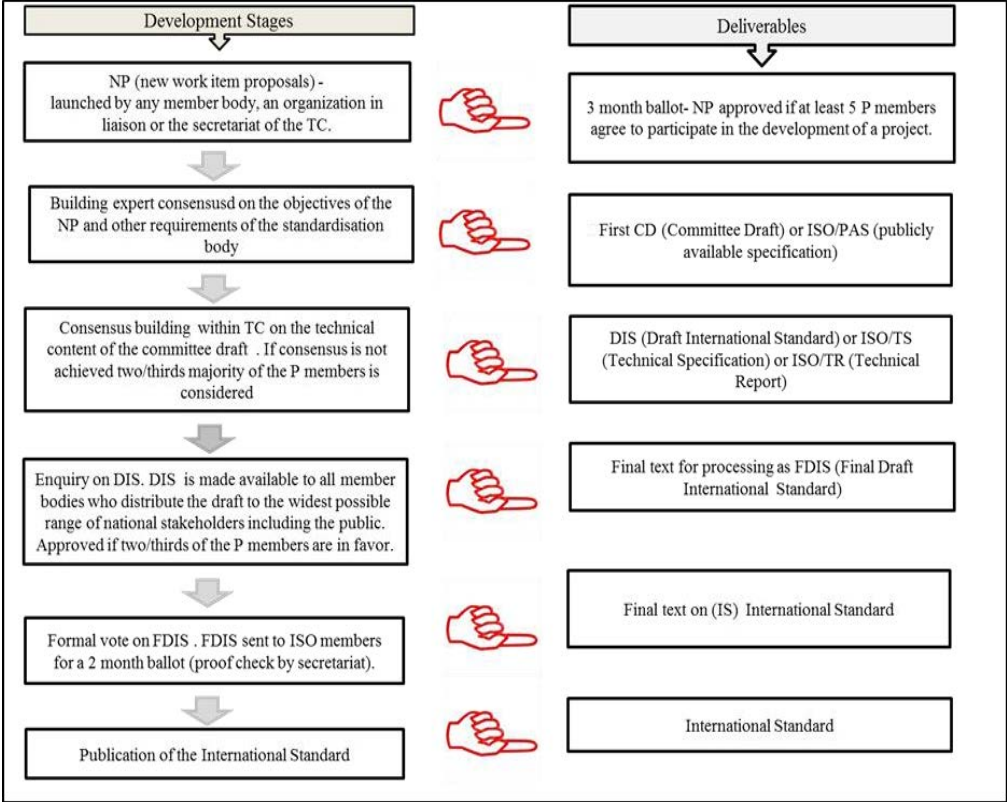 Development Stages
Deliverables
NP (new work item proposals) -
launched by any member body, an organization in
liaison or the secretariat of the TC.
3 month ballot- NP approved if at least 5 P members
agree to participate in the development of a project.
Building expert consensusd on the objectives of the
NP and other requirements of the standardisation
body
First CD (Committee Draft) or ISO/PAS (publicly
available specification)
Consensus building within TC on the technical
content of the committee draft . If consensus is not
achieved two/thirds majority of the P members is
considered
DIS (Draft International Standard) or ISO/TS
(Technical Specification) or ISO/TR (Technical
Report)
Enquiry on DIS. DIS is made available to all member
bodies who distribute the draft to the widest possible
range of national stakeholders including the public.
Approved if two/thirds of the P members are in favor.
Final text for processing as FDIS (Final Draft
International Standard)
Formal vote on FDIS . FDIS sent to ISO members
for a 2 month ballot (proof check by secretariat).
Final text on (IS) International Standard
Publication of the International Standard
International Standard